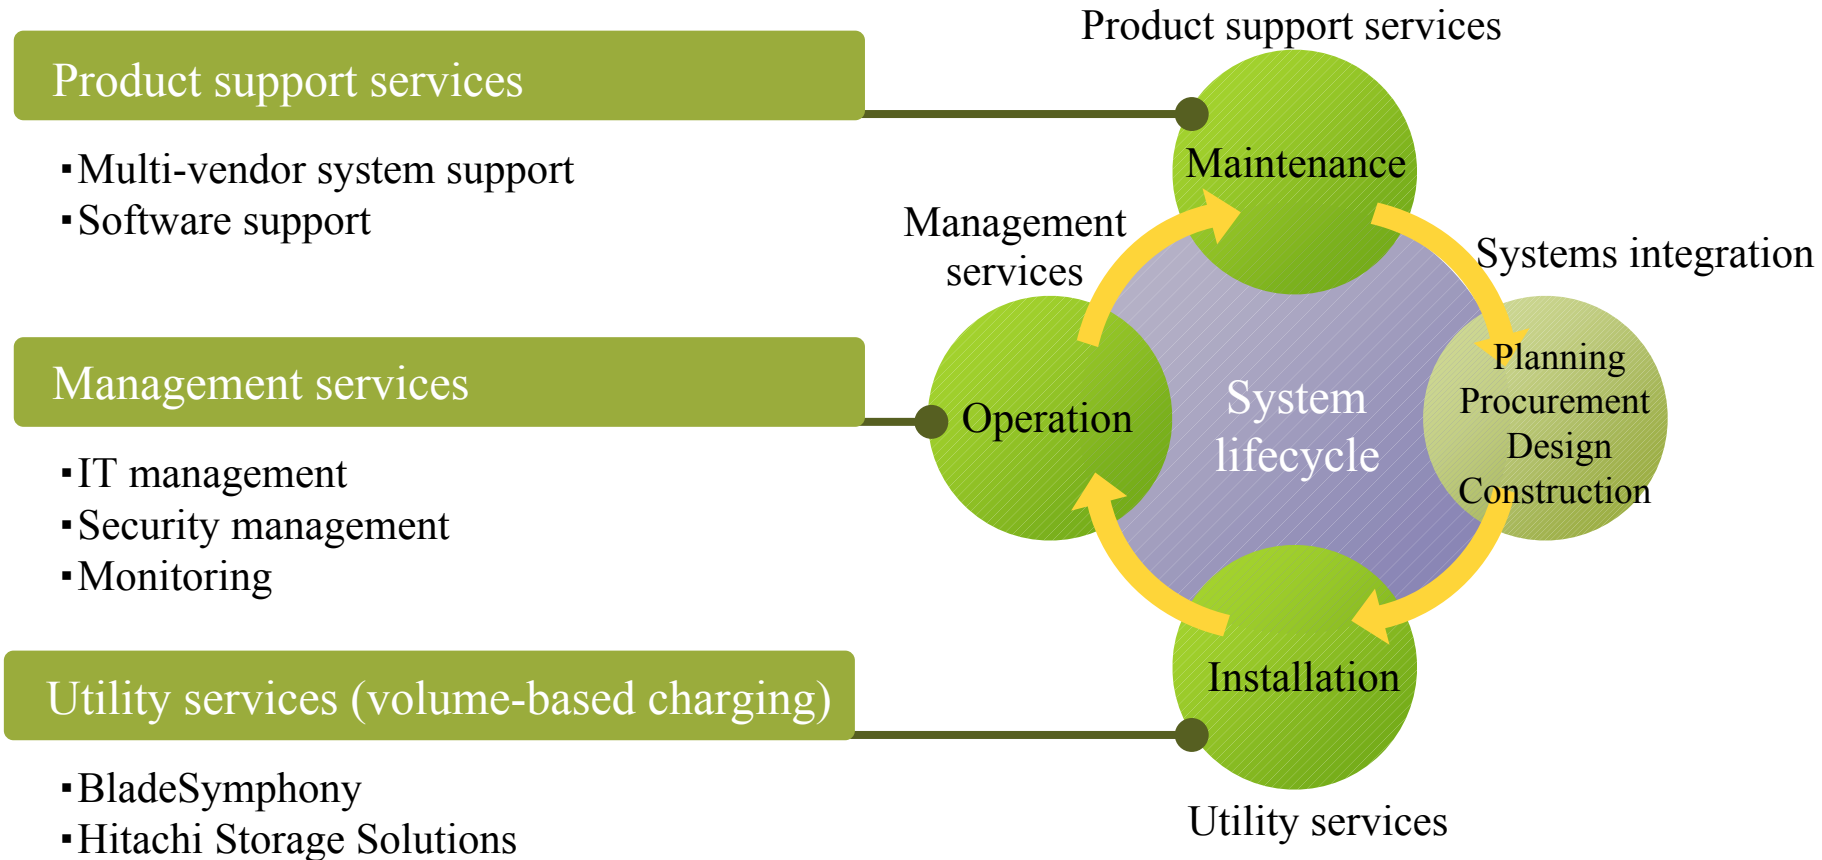 Product support services
▪Multi-vendor system support
▪Software support
Management services
▪IT management
▪Security management
▪Monitoring
Utility services (volume-based charging)
▪BladeSymphony
▪Hitachi Storage Solutions
Product support services
Maintenance
Management
services
Systems integration
Operation
System
lifecycle
Planning
Procurement
Design
Construction
Installation
Utility services